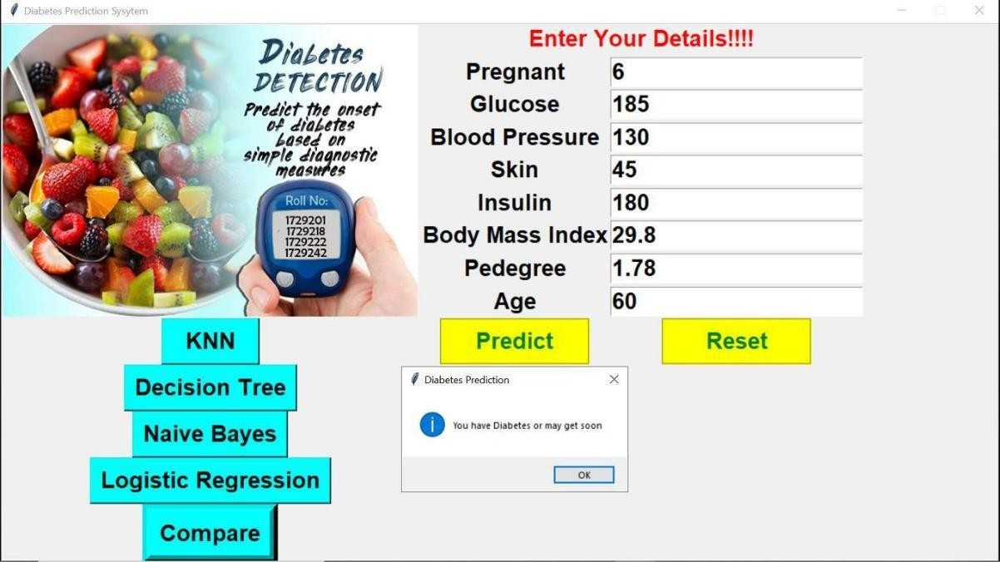 Diabetes Prediction Sysytem
Diabetes
DETECTION
Predict the onset
of diabetes
based on
simple diagnostic
measures
Roll No:
1729201
1729218
1729222
1729242
Enter Your Details!!!!
Pregnant 6
Glucose 185
Blood Pressure 130
Skin 45
Insulin 180
Body Mass Index 29.8
Pedegree 1.78
Age 60
KNN
Decision Tree
Naive Bayes
Logistic Regression
Compare
Predict Reset
Diabetes Prediction
You have Diabetes or may get soon
OK